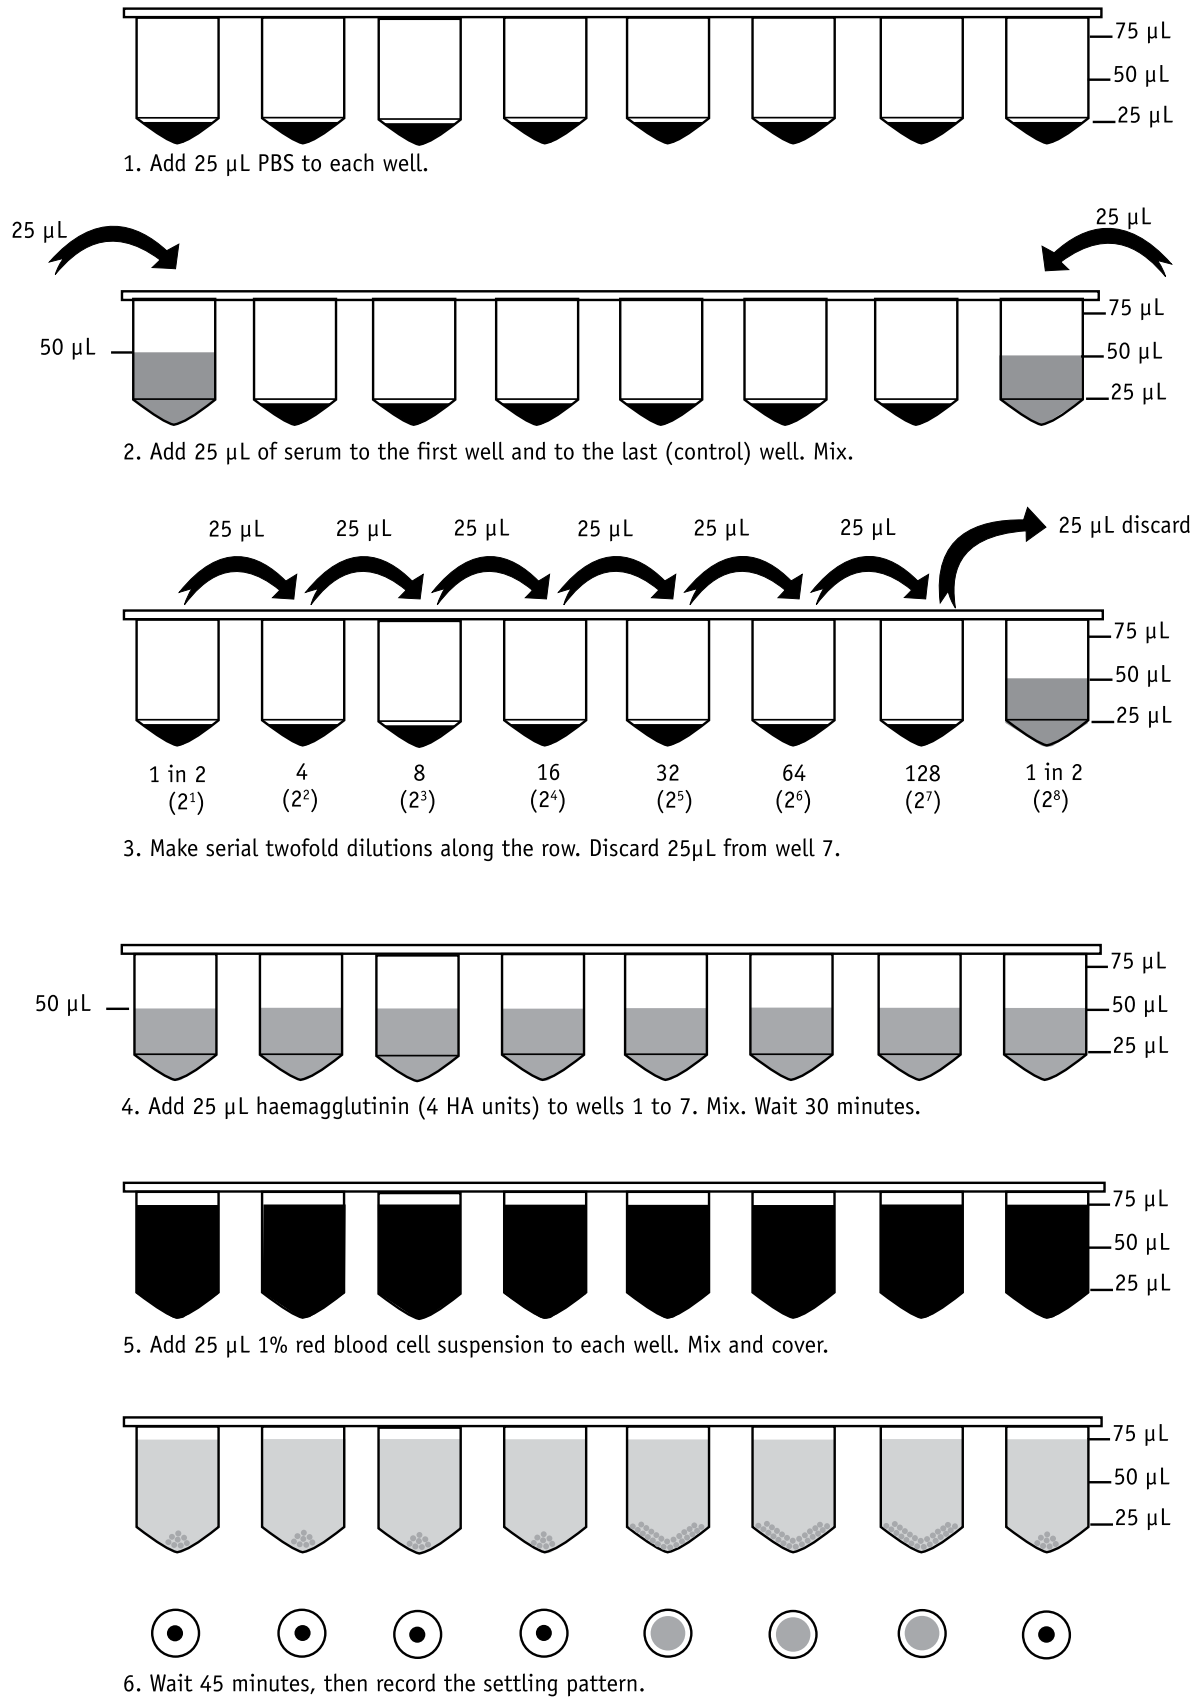 75 µL
50 µL
25 µL
1. Add 25 µL PBS to each well.
25 µL
25 µL
50 µL
75 µL
50 µL
25 µL
2. Add 25 µL of serum to the first well and to the last (control) well. Mix.
25 µL 25 µL 25 µL 25 µL 25 µL 25 µL 25 µL discard
75 µL
50 µL
25 µL
1 in 2 4 8 16 32 64 128 1 in 2
(2¹) (2²) (2³) (2⁴) (2⁵) (2⁶) (2⁷) (2⁸)
3. Make serial twofold dilutions along the row. Discard 25µL from well 7.
50 µL
75 µL
50 µL
25 µL
4. Add 25 µL haemagglutinin (4 HA units) to wells 1 to 7. Mix. Wait 30 minutes.
75 µL
50 µL
25 µL
5. Add 25 µL 1% red blood cell suspension to each well. Mix and cover.
75 µL
50 µL
25 µL
6. Wait 45 minutes, then record the settling pattern.